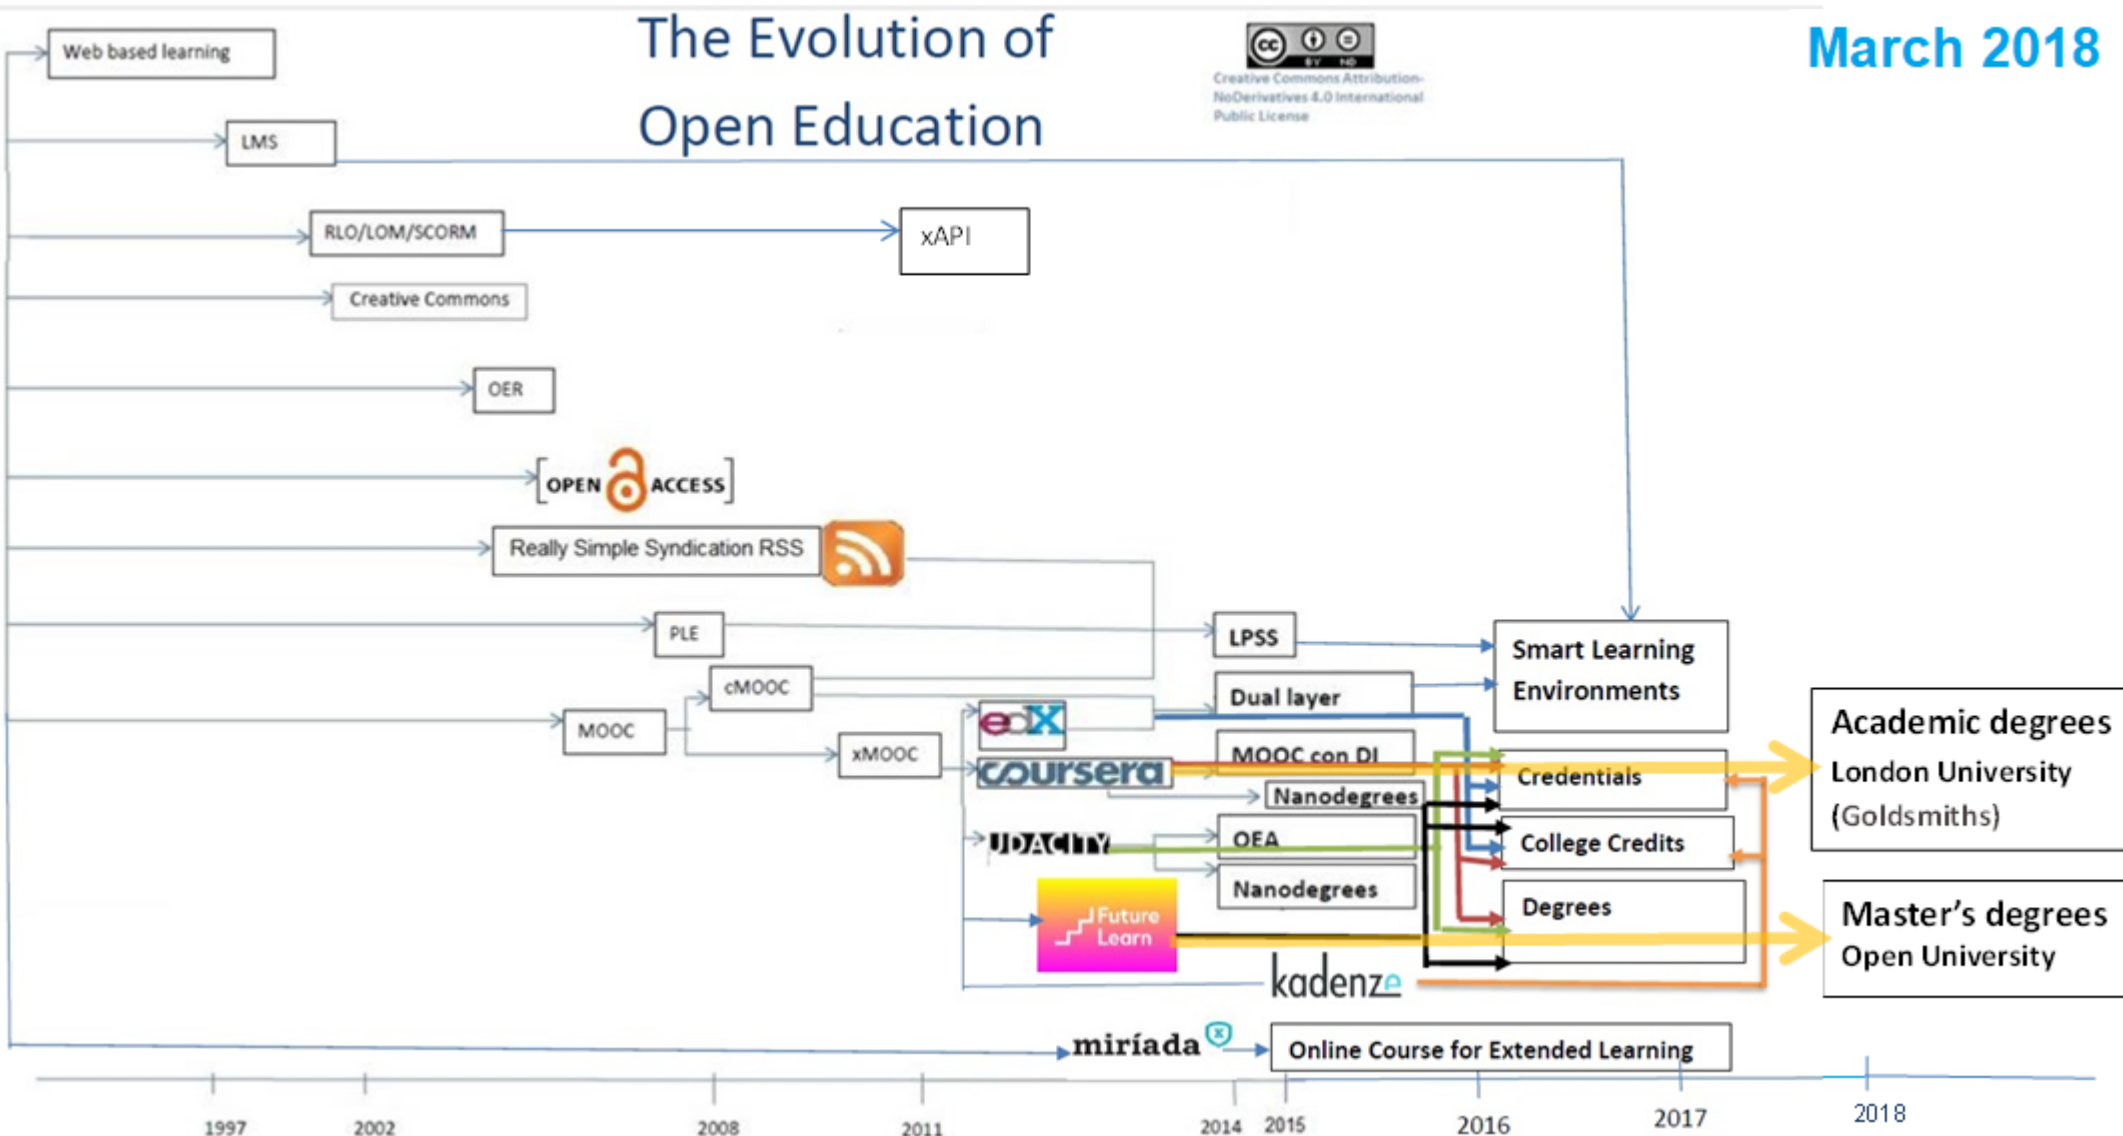 The Evolution of
Open Education
cc
BY ND
Creative Commons Attribution-
NoDerivatives 4.0 International
Public License
March 2018
Web based learning
LMS
RLO/LOM/SCORM
xAPI
Creative Commons
OER
OPEN ACCESS
Really Simple Syndication RSS
PLE
LPSS
Smart Learning
Environments
cMOOC
Dual layer
MOOC
edX
xMOOC
MOOC con DI
coursera
Nanodegrees
Credentials
Academic degrees
London University
(Goldsmiths)
UDACITY
OEA
College Credits
Nanodegrees
Degrees
Future
Learn
Master's degrees
Open University
kadenze
miríada x
Online Course for Extended Learning
1997
2002
2008
2011
2014
2015
2016
2017
2018